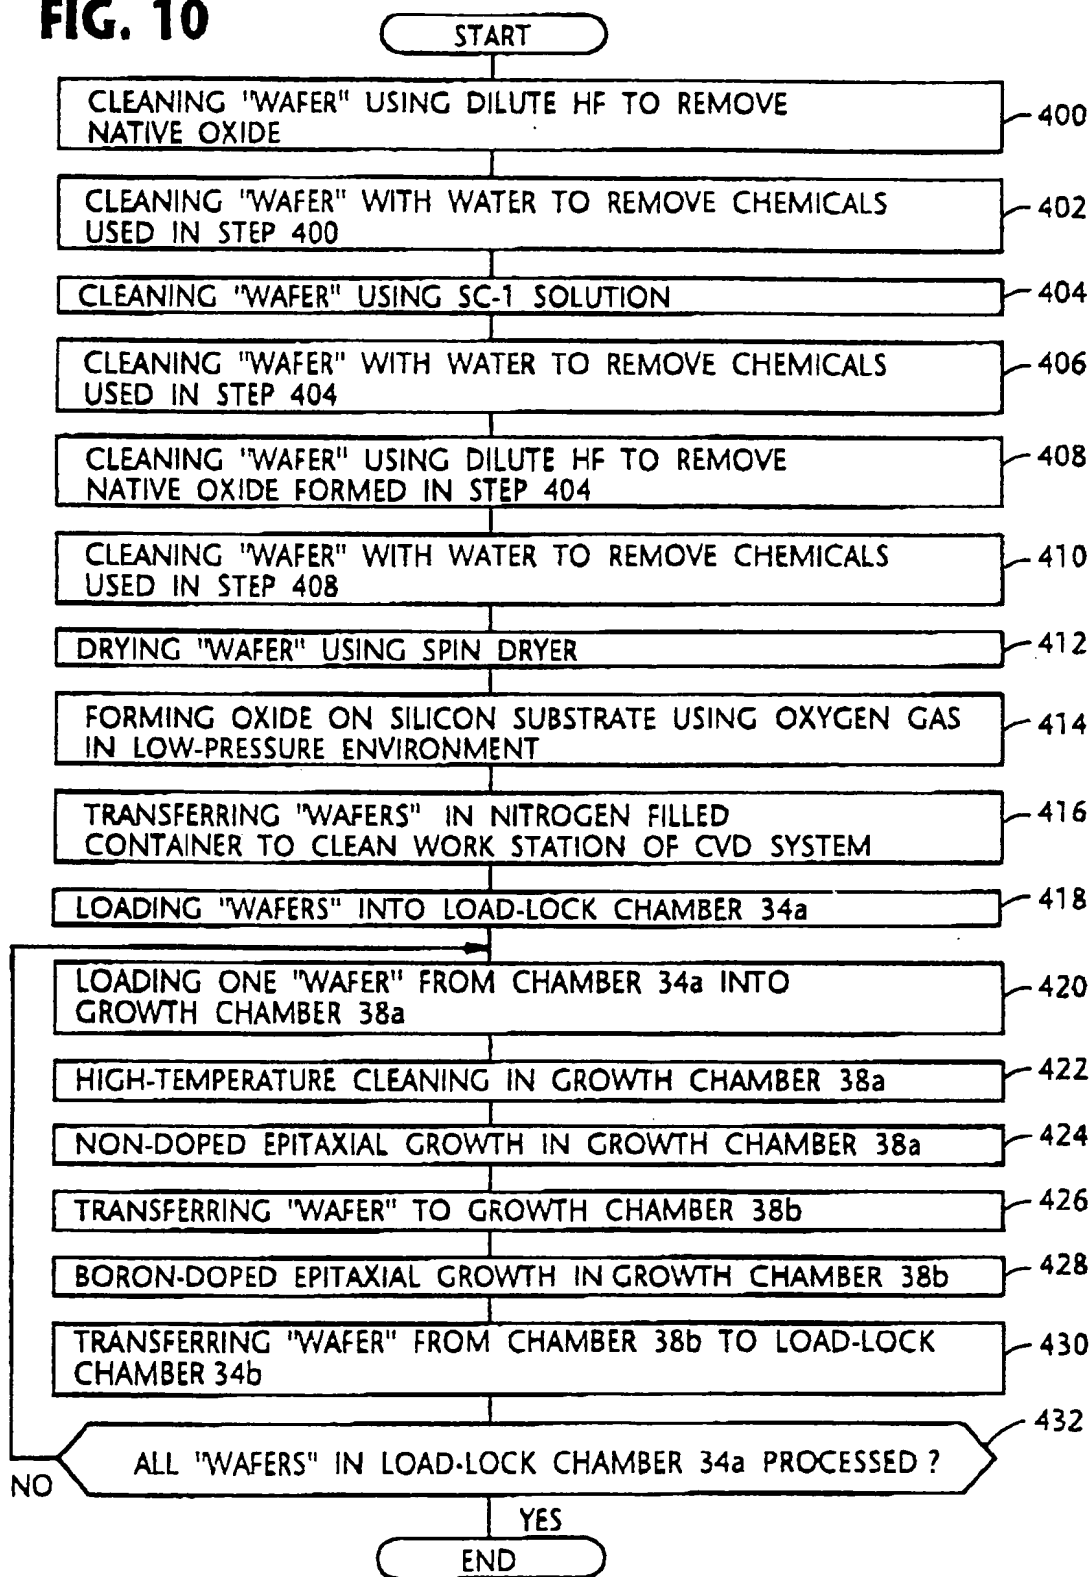 FIG. 10
START
CLEANING "WAFER" USING DILUTE HF TO REMOVE
NATIVE OXIDE
400
CLEANING "WAFER" WITH WATER TO REMOVE CHEMICALS
USED IN STEP 400
402
CLEANING "WAFER" USING SC-1 SOLUTION
404
CLEANING "WAFER" WITH WATER TO REMOVE CHEMICALS
USED IN STEP 404
406
CLEANING "WAFER" USING DILUTE HF TO REMOVE
NATIVE OXIDE FORMED IN STEP 404
408
CLEANING "WAFER" WITH WATER TO REMOVE CHEMICALS
USED IN STEP 408
410
DRYING "WAFER" USING SPIN DRYER
412
FORMING OXIDE ON SILICON SUBSTRATE USING OXYGEN GAS
IN LOW-PRESSURE ENVIRONMENT
414
TRANSFERRING "WAFERS" IN NITROGEN FILLED
CONTAINER TO CLEAN WORK STATION OF CVD SYSTEM
416
LOADING "WAFERS" INTO LOAD-LOCK CHAMBER 34a
418
LOADING ONE "WAFER" FROM CHAMBER 34a INTO
GROWTH CHAMBER 38a
420
HIGH-TEMPERATURE CLEANING IN GROWTH CHAMBER 38a
422
NON-DOPED EPITAXIAL GROWTH IN GROWTH CHAMBER 38a
424
TRANSFERRING "WAFER" TO GROWTH CHAMBER 38b
426
BORON-DOPED EPITAXIAL GROWTH IN GROWTH CHAMBER 38b
428
TRANSFERRING "WAFER" FROM CHAMBER 38b TO LOAD-LOCK
CHAMBER 34b
430
432
ALL "WAFERS" IN LOAD-LOCK CHAMBER 34a PROCESSED ?
NO
YES
END